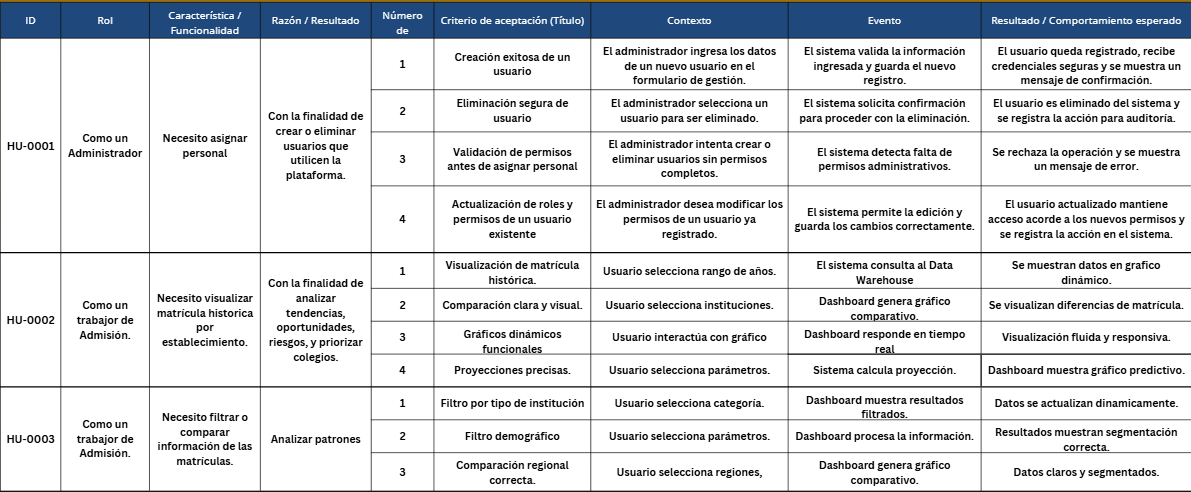 ID
Rol
Característica /
Funcionalidad
Razón / Resultado
Número
de
Criterio de aceptación (Título)
Contexto
Evento
Resultado / Comportamiento esperado
HU-0001
Como un
Administrador
Necesito asignar
personal
Con la finalidad de
crear o eliminar
usuarios que
utilicen la
plataforma.
1
Creación exitosa de un
usuario
El administrador ingresa los datos
de un nuevo usuario en el
formulario de gestión.
El sistema valida la información
ingresada y guarda el nuevo
registro.
El usuario queda registrado, recibe
credenciales seguras y se muestra un
mensaje de confirmación.
2
Eliminación segura de
usuario
El administrador selecciona un
usuario para ser eliminado.
El sistema solicita confirmación
para proceder con la eliminación.
El usuario es eliminado del sistema y
se registra la acción para auditoría.
3
Validación de permisos
antes de asignar personal
El administrador intenta crear o
eliminar usuarios sin permisos
completos.
El sistema detecta falta de
permisos administrativos.
Se rechaza la operación y se muestra
un mensaje de error.
4
Actualización de roles y
permisos de un usuario
existente
El administrador desea modificar los
permisos de un usuario ya
registrado.
El sistema permite la edición y
guarda los cambios correctamente.
El usuario actualizado mantiene
acceso acorde a los nuevos permisos y
se registra la acción en el sistema.
HU-0002
Como un
trabajor de
Admisión.
Necesito visualizar
matrícula historica
por
establecimiento.
Con la finalidad de
analizar
tendencias,
oportunidades,
riesgos, y priorizar
colegios.
1
Visualización de matrícula
histórica.
Usuario selecciona rango de años.
El sistema consulta al Data
Warehouse
Se muestran datos en grafico
dinámico.
2
Comparación clara y visual.
Usuario selecciona instituciones.
Dashboard genera gráfico
comparativo.
Se visualizan diferencias de matrícula.
3
Gráficos dinámicos
funcionales
Usuario interactúa con gráfico
Dashboard responde en tiempo
real
Visualización fluida y responsiva.
4
Proyecciones precisas.
Usuario selecciona parámetros.
Sistema calcula proyección.
Dashboard muestra gráfico predictivo.
HU-0003
Como un
trabajor de
Admisión.
Necesito filtrar o
comparar
información de las
matrículas.
Analizar patrones
1
Filtro por tipo de institución
Usuario selecciona categoría.
Dashboard muestra resultados
filtrados.
Datos se actualizan dinamicamente.
2
Filtro demográfico
Usuario selecciona parámetros.
Dashboard procesa la información.
Resultados muestran segmentación
correcta.
3
Comparación regional
correcta.
Usuario selecciona regiones,
Dashboard genera gráfico
comparativo.
Datos claros y segmentados.